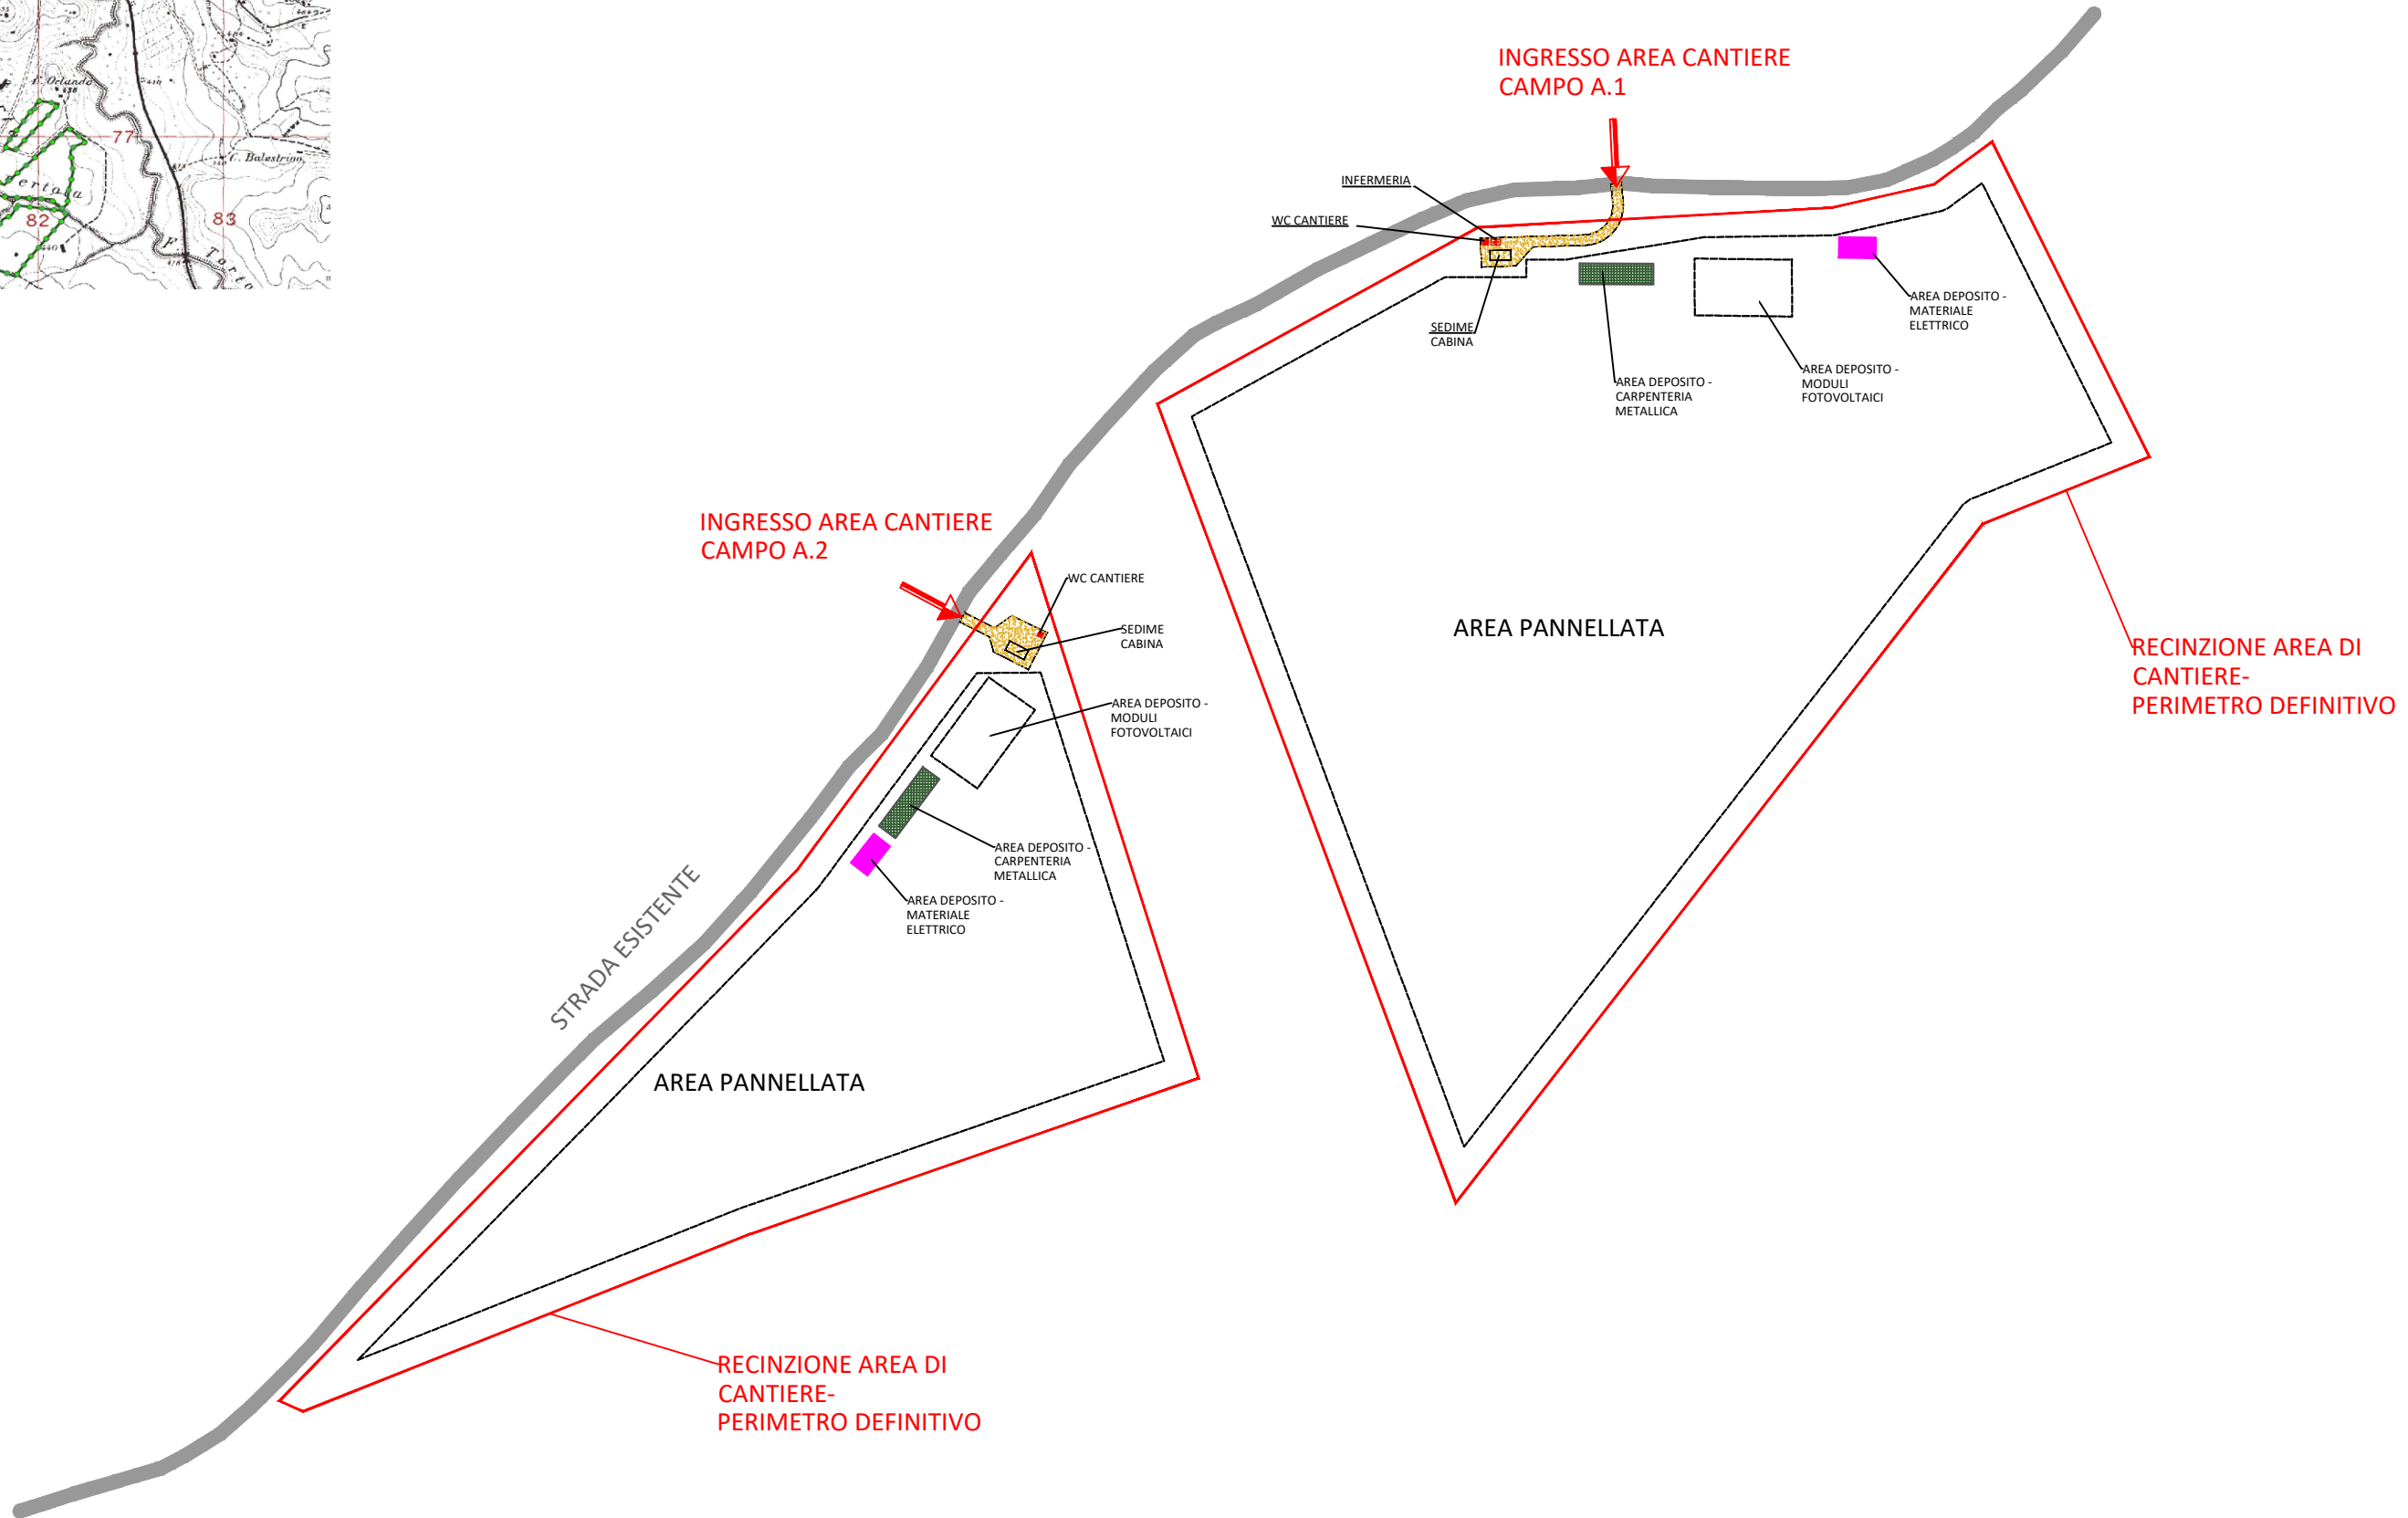 Orlando
77
C. Balestrino
82
83
F.
Torto
INGRESSO AREA CANTIERE
CAMPO A.1
INFERMERIA
WC CANTIERE
SEDIME
CABINA
AREA DEPOSITO -
CARPENTERIA
METALLICA
AREA DEPOSITO -
MODULI
FOTOVOLTAICI
AREA DEPOSITO -
MATERIALE
ELETTRICO
AREA PANNELLATA
RECINZIONE AREA DI
CANTIERE-
PERIMETRO DEFINITIVO
INGRESSO AREA CANTIERE
CAMPO A.2
WC CANTIERE
SEDIME
CABINA
AREA DEPOSITO -
MODULI
FOTOVOLTAICI
AREA DEPOSITO -
CARPENTERIA
METALLICA
AREA DEPOSITO -
MATERIALE
ELETTRICO
STRADA ESISTENTE
AREA PANNELLATA
RECINZIONE AREA DI
CANTIERE-
PERIMETRO DEFINITIVO